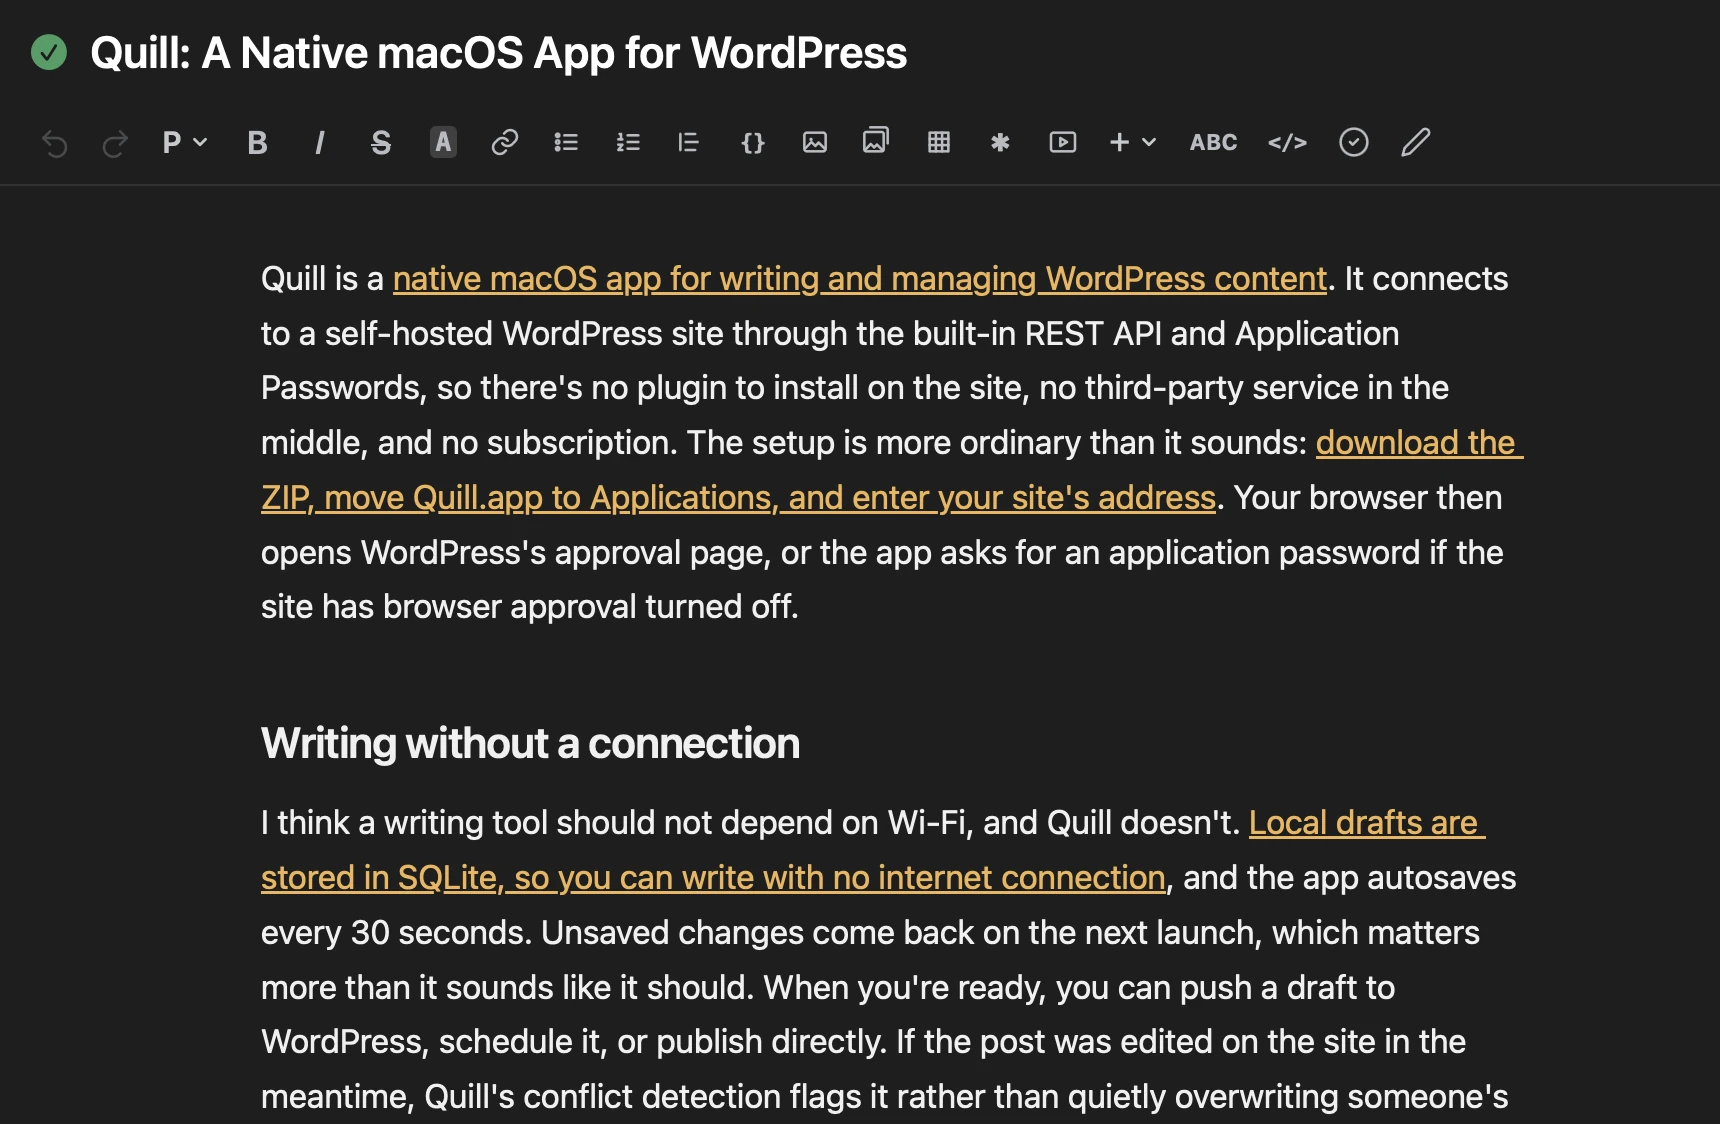 Quill: A Native macOS App for WordPress
P B I S A {} + ABC </>
Quill is a native macOS app for writing and managing WordPress content. It connects
to a self-hosted WordPress site through the built-in REST API and Application
Passwords, so there's no plugin to install on the site, no third-party service in the
middle, and no subscription. The setup is more ordinary than it sounds: download the
ZIP, move Quill.app to Applications, and enter your site's address. Your browser then
opens WordPress's approval page, or the app asks for an application password if the
site has browser approval turned off.
Writing without a connection
I think a writing tool should not depend on Wi-Fi, and Quill doesn't. Local drafts are
stored in SQLite, so you can write with no internet connection, and the app autosaves
every 30 seconds. Unsaved changes come back on the next launch, which matters
more than it sounds like it should. When you're ready, you can push a draft to
WordPress, schedule it, or publish directly. If the post was edited on the site in the
meantime, Quill's conflict detection flags it rather than quietly overwriting someone's